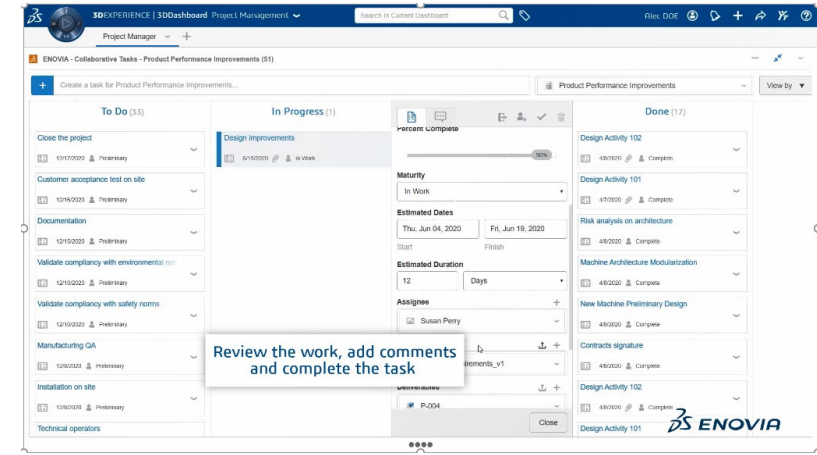 3DEXPERIENCE | 3DDashboard Project Management
Search In Current Dashboard
Alec DOE
Project Manager
ENOVIA - Collaborative Tasks - Product Performance Improvements (51)
Create a task for Product Performance Improvements...
Product Performance Improvements
View by
To Do (33)
Close the project
12/17/2020 Preliminary
Customer acceptance test on site
12/16/2020 Preliminary
Documentation
12/10/2020 Preliminary
Validate compliancy with environmental
12/10/2020 Preliminary
Validate compliancy with safety norms
12/10/2020 Preliminary
Manufacturing QA
12/8/2020 Preliminary
Installation on site
12/8/2020 Preliminary
Technical operators
In Progress (1)
Design Improvements
6/19/2020 In Work
Percent Complete
90%
Maturity
In Work
Estimated Dates
Thu, Jun 04, 2020
Fri, Jun 19, 2020
Start
Finish
Estimated Duration
12
Days
Assignee
Susan Perry
Deliverables
P-004
Close
Done (17)
Design Activity 102
4/8/2020 Complete
Design Activity 101
4/7/2020 Complete
Risk analysis on architecture
4/6/2020 Complete
Machine Architecture Modularization
4/6/2020 Complete
New Machine Preliminary Design
4/6/2020 Complete
Contracts signature
4/6/2020 Complete
Design Activity 102
4/6/2020 Complete
Design Activity 101
Review the work, add comments
and complete the task
ENOVIA